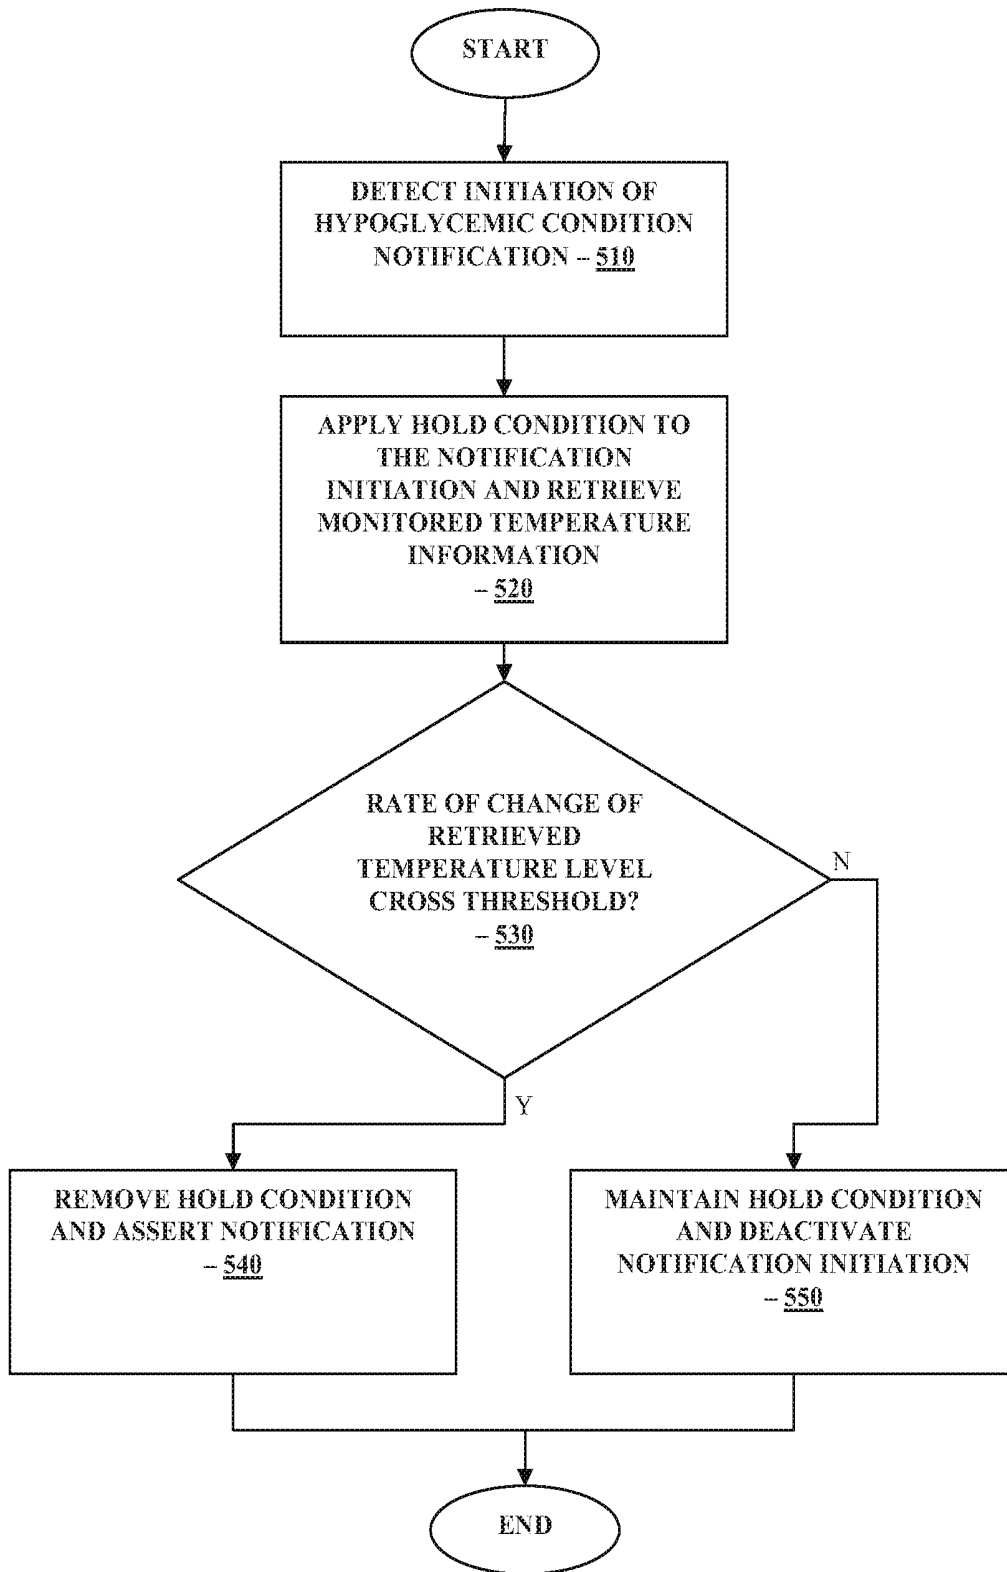 START
DETECT INITIATION OF
HYPOGLYCEMIC CONDITION
NOTIFICATION – 510
APPLY HOLD CONDITION TO
THE NOTIFICATION
INITIATION AND RETRIEVE
MONITORED TEMPERATURE
INFORMATION
– 520
RATE OF CHANGE OF
RETRIEVED
TEMPERATURE LEVEL
CROSS THRESHOLD?
– 530
N
Y
REMOVE HOLD CONDITION
AND ASSERT NOTIFICATION
– 540
MAINTAIN HOLD CONDITION
AND DEACTIVATE
NOTIFICATION INITIATION
– 550
END